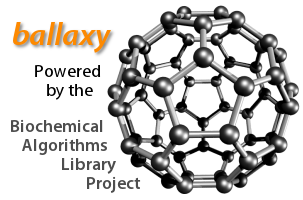 ballaxy
Powered
by the
Biochemical
Algorithms
Library
Project